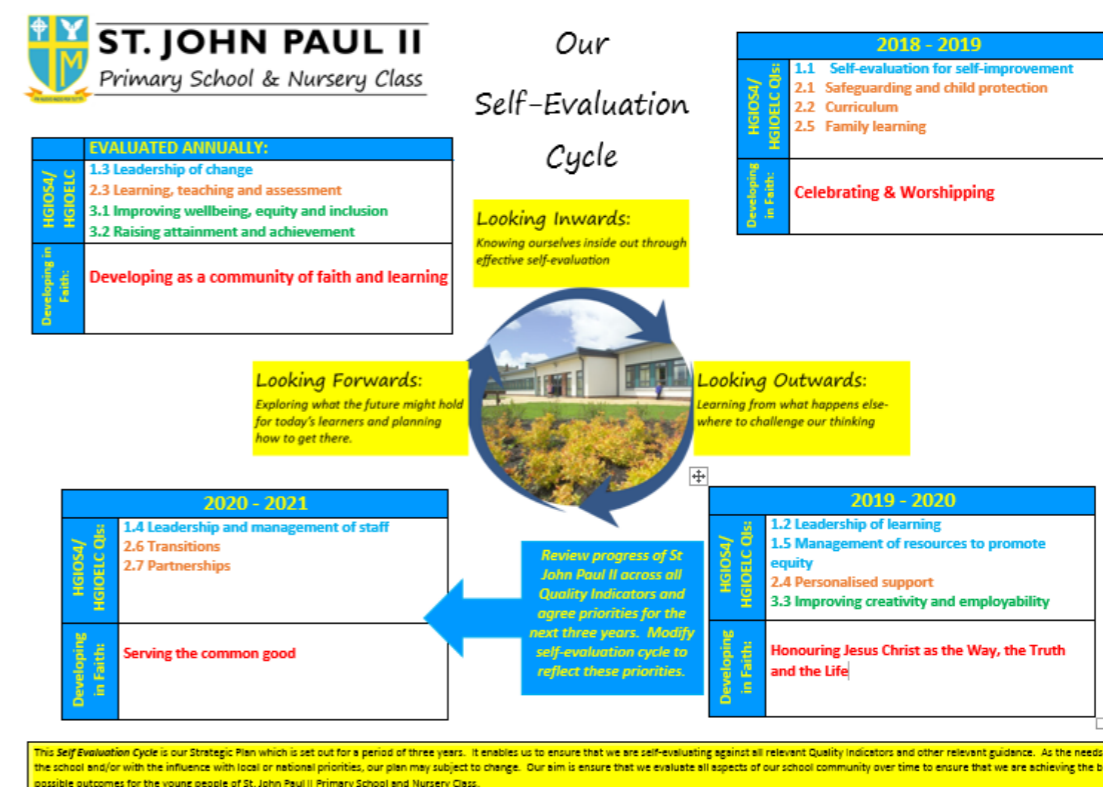 ST. JOHN PAUL II
Primary School & Nursery Class
Our
Self-Evaluation
Cycle
EVALUATED ANNUALLY:
HGIOS4/
HGIOELC
1.3 Leadership of change
2.3 Learning, teaching and assessment
3.1 Improving wellbeing, equity and inclusion
3.2 Raising attainment and achievement
Developing in
Faith:
Developing as a community of faith and learning
2018 - 2019
HGIOS4/
HGIOELC QIs:
1.1 Self-evaluation for self-improvement
2.1 Safeguarding and child protection
2.2 Curriculum
2.5 Family learning
Developing
in Faith:
Celebrating & Worshipping
Looking Inwards:
Knowing ourselves inside out through
effective self-evaluation
Looking Forwards:
Exploring what the future might hold
for today's learners and planning
how to get there.
Looking Outwards:
Learning from what happens else-
where to challenge our thinking
2020 - 2021
HGIOS4/
HGIOELC QIs:
1.4 Leadership and management of staff
2.6 Transitions
2.7 Partnerships
Developing
in Faith:
Serving the common good
Review progress of St
John Paul II across all
Quality Indicators and
agree priorities for the
next three years. Modify
self-evaluation cycle to
reflect these priorities.
2019 - 2020
HGIOS4/
HGIOELC QIs:
1.2 Leadership of learning
1.5 Management of resources to promote
equity
2.4 Personalised support
3.3 Improving creativity and employability
Developing
in Faith:
Honouring Jesus Christ as the Way, the Truth
and the Life
This Self Evaluation Cycle is our Strategic Plan which is set out for a period of three years. It enables us to ensure that we are self-evaluating against all relevant Quality Indicators and other relevant guidance. As the needs
the school and/or with the influence with local or national priorities, our plan may subject to change. Our aim is ensure that we evaluate all aspects of our school community over time to ensure that we are achieving the b
possible outcomes for the young people of St. John Paul II Primary School and Nursery Class.